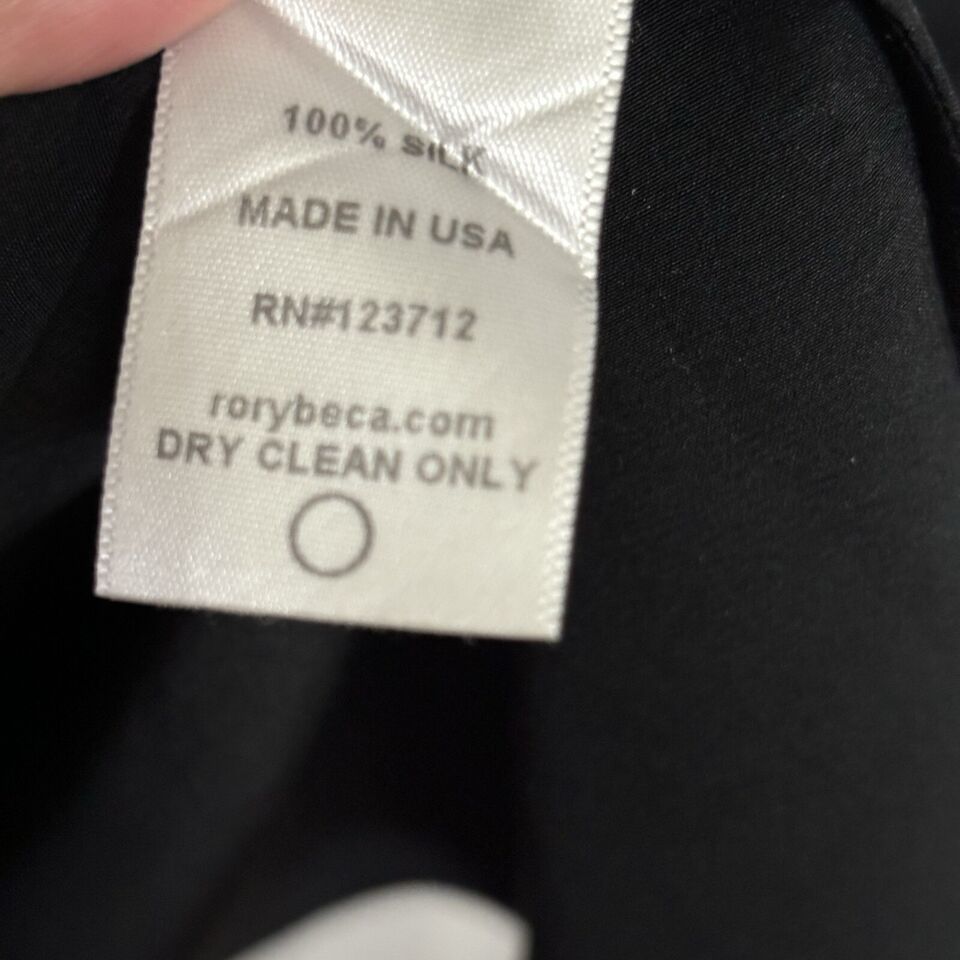 100% SILK
MADE IN USA
RN#123712
rorybeca.com
DRY CLEAN ONLY